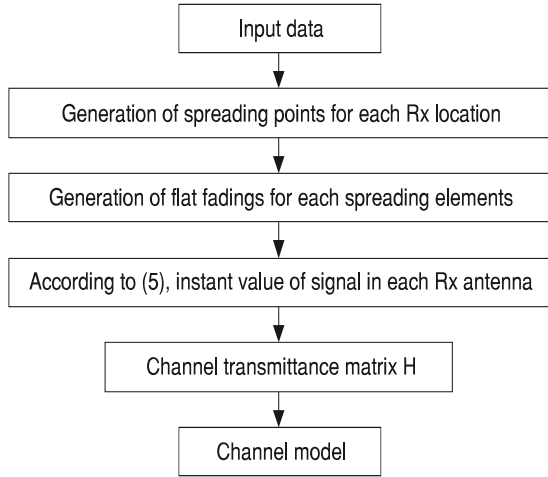 Input data
Generation of spreading points for each Rx location
Generation of flat fadings for each spreading elements
According to (5), instant value of signal in each Rx antenna
Channel transmittance matrix H
Channel model